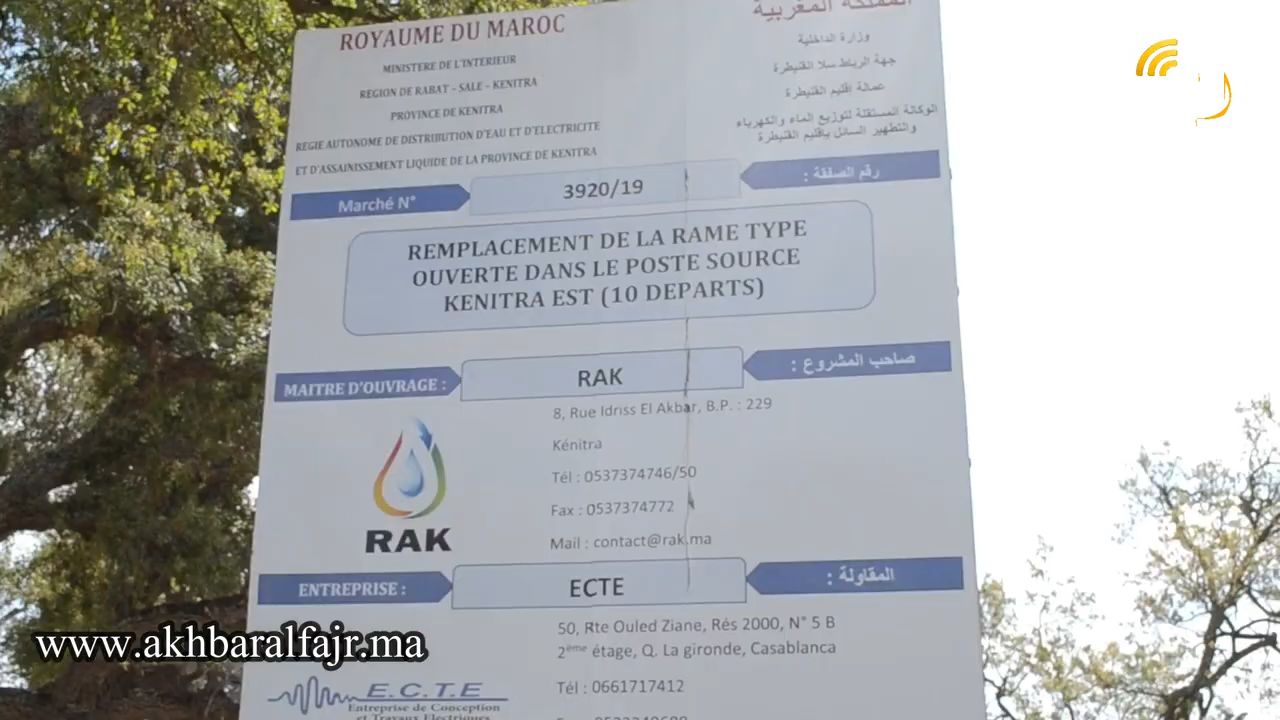 ROYAUME DU MAROC
MINISTERE DE L'INTERIEUR
REGION DE RABAT – SALE – KENITRA
PROVINCE DE KENITRA
REGIE AUTONOME DE DISTRIBUTION D'EAU ET D'ELECTRICITE
ET D'ASSAINISSEMENT LIQUIDE DE LA PROVINCE DE KENITRA
المملكة المغربية
وزارة الداخلية
جهة الرباط سلا القنيطرة
عمالة إقليم القنيطرة
الوكالة المستقلة لتوزيع الماء والكهرباء
والتطهير السائل بإقليم القنيطرة
Marché N° 3920/19 رقم الصفقة :
REMPLACEMENT DE LA RAME TYPE
OUVERTE DANS LE POSTE SOURCE
KENITRA EST (10 DEPARTS)
MAITRE D'OUVRAGE : RAK صاحب المشروع :
8, Rue Idriss El Akbar, B.P. : 229
Kénitra
Tél : 0537374746/50
Fax : 0537374772
Mail : contact@rak.ma
RAK
ENTREPRISE : ECTE المقاولة :
50, Rte Ouled Ziane, Rés 2000, N° 5 B
2ème étage, Q. La gironde, Casablanca
Tél : 0661717412
E.C.T.E
Entreprise de Conception
et Travaux Electriques
www.akhbaralfajr.ma